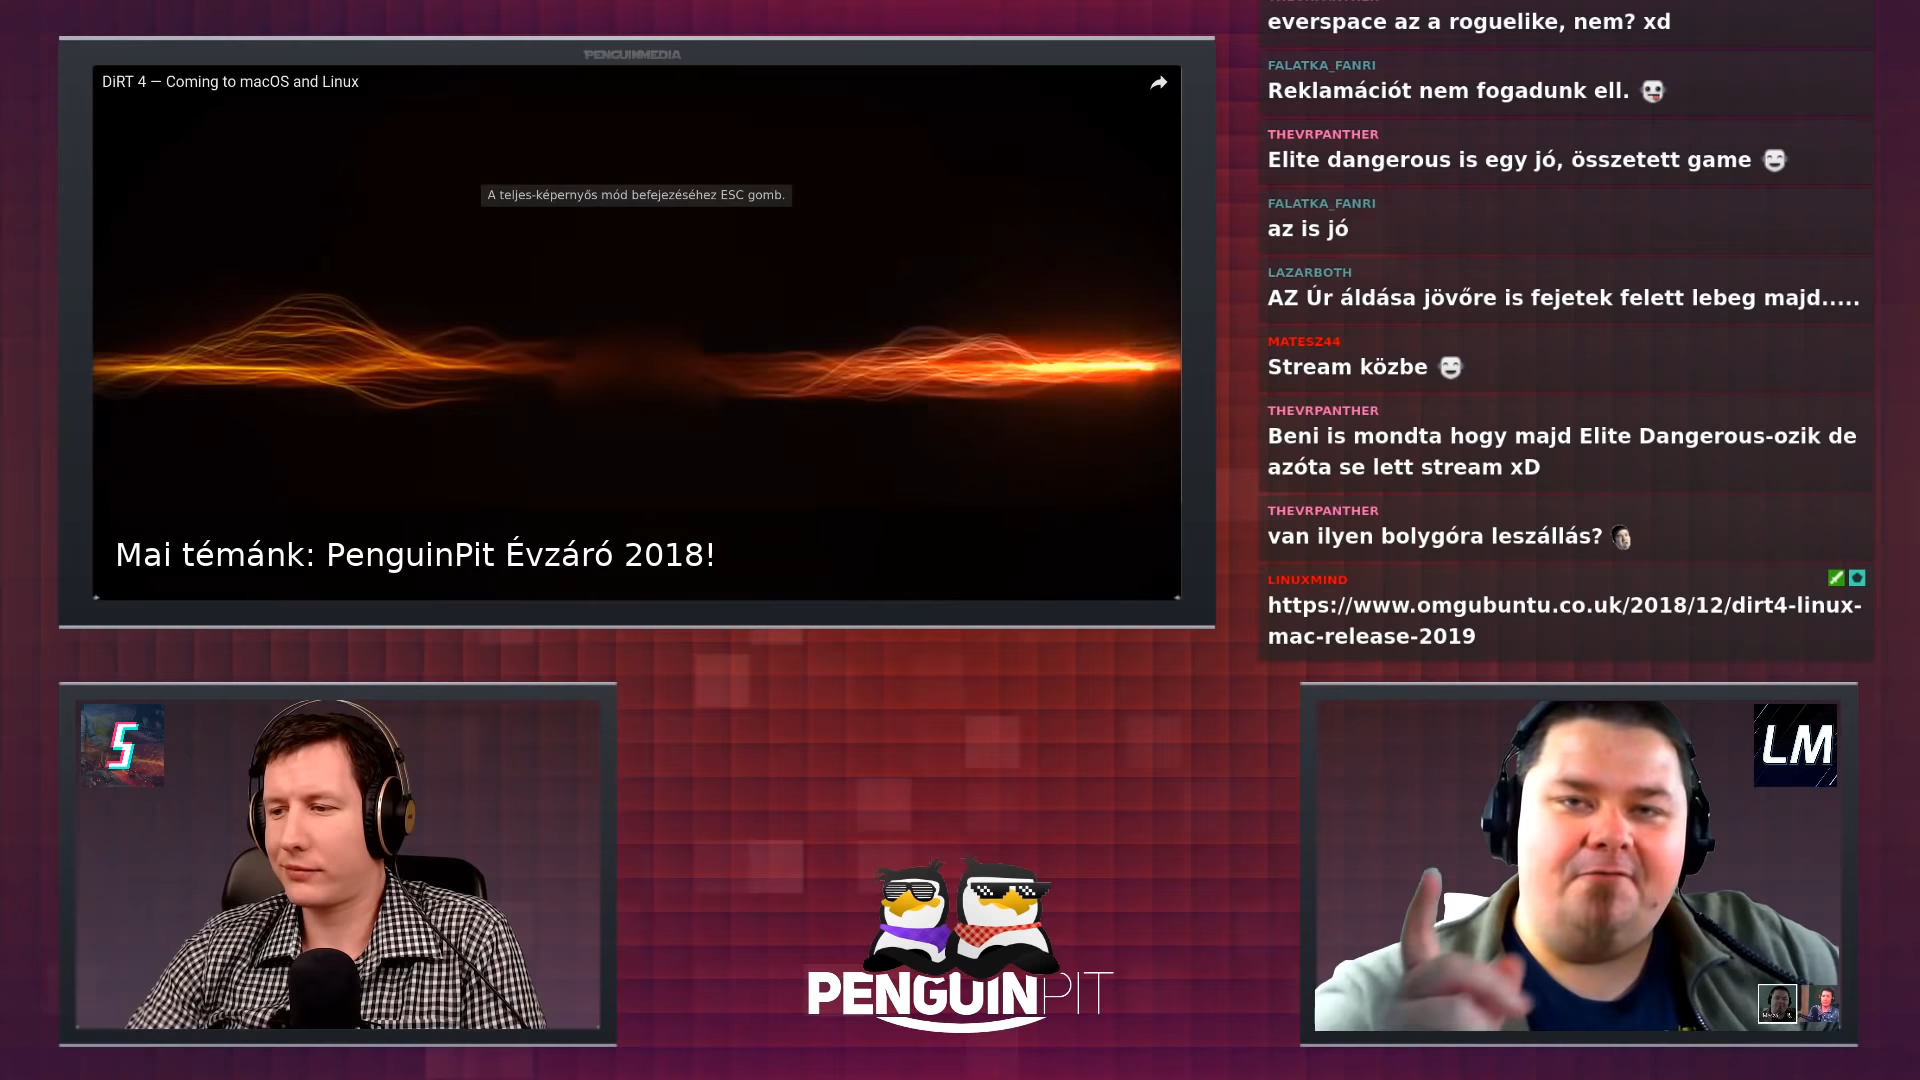 PENGUINMEDIA
DiRT 4 — Coming to macOS and Linux
A teljes-képernyős mód befejezéséhez ESC gomb.
Mai témánk: PenguinPit Évzáró 2018!
everspace az a roguelike, nem? xd
FALATKA_FANRI
Reklamációt nem fogadunk ell.
THEVRPANTHER
Elite dangerous is egy jó, összetett game
FALATKA_FANRI
az is jó
LAZARBOTH
AZ Úr áldása jövőre is fejetek felett lebeg majd.....
MATESZ44
Stream közbe
THEVRPANTHER
Beni is mondta hogy majd Elite Dangerous-ozik de
azóta se lett stream xD
THEVRPANTHER
van ilyen bolygóra leszállás?
LINUXMIND
https://www.omgubuntu.co.uk/2018/12/dirt4-linux-
mac-release-2019
S
PENGUINPIT
LM